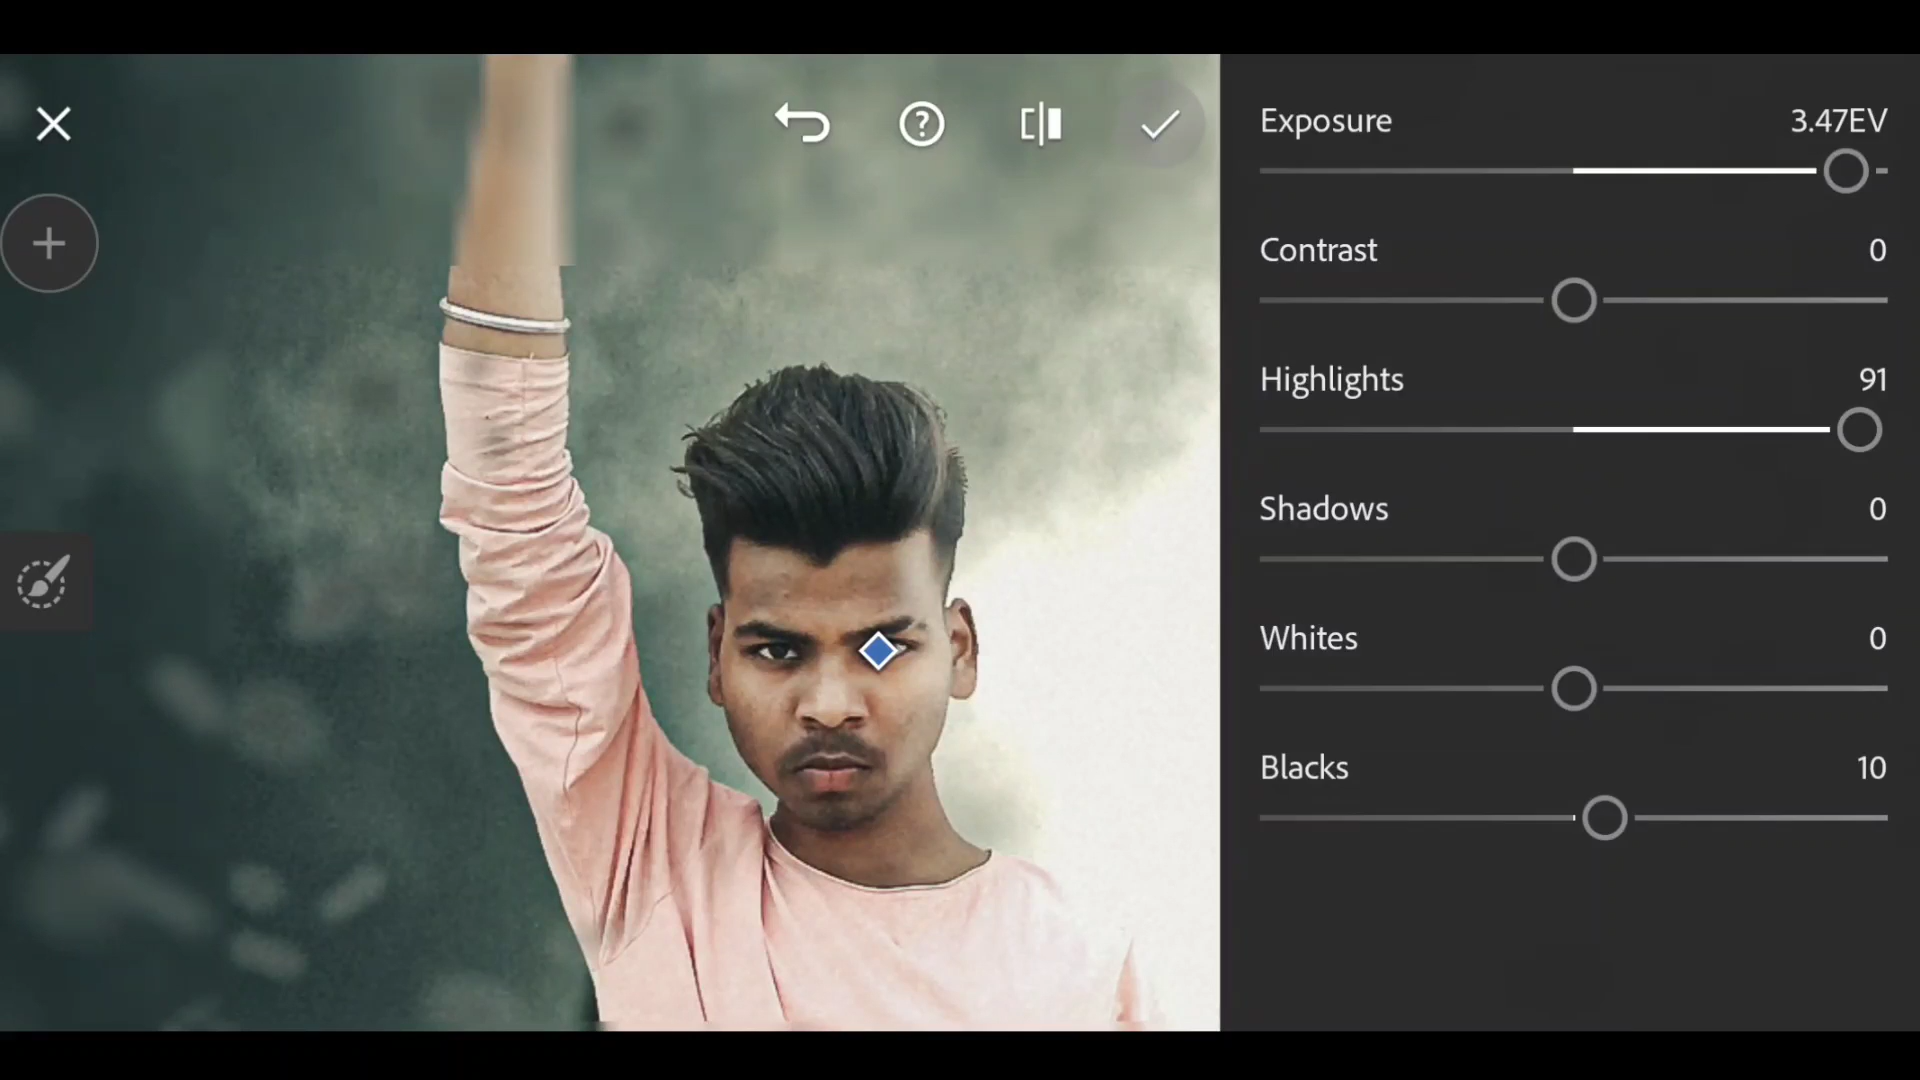 Exposure 3.47EV
Contrast 0
Highlights 91
Shadows 0
Whites 0
Blacks 10